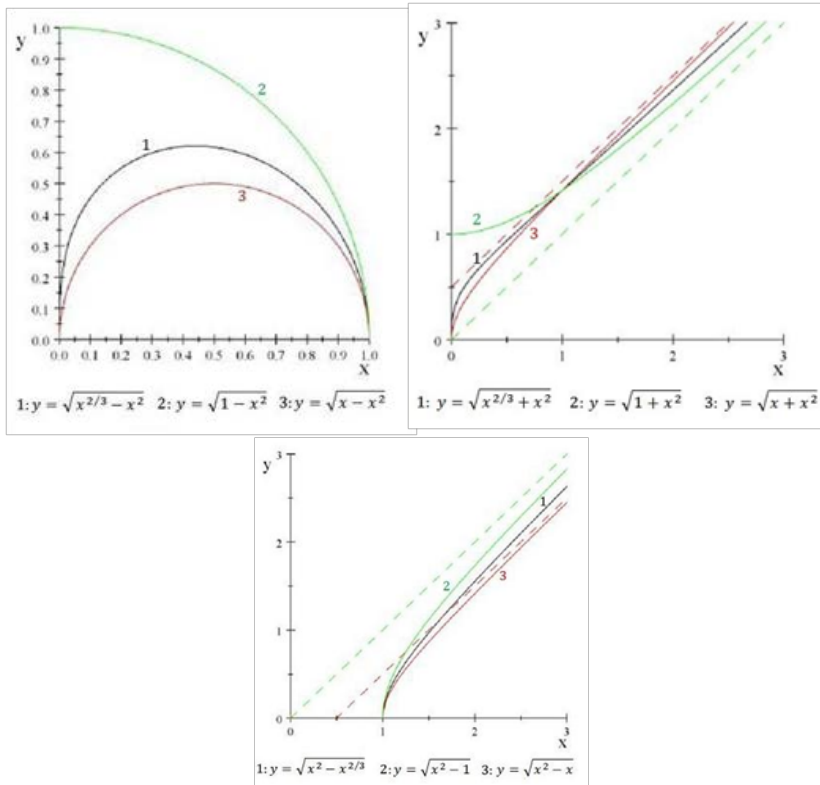 y
1.0
0.9
0.8
0.7
0.6
0.5
0.4
0.3
0.2
0.1
0.0
2
1
3
0.0 0.1 0.2 0.3 0.4 0.5 0.6 0.7 0.8 0.9 1.0
x
1: y = √(x^{2/3} − x²) 2: y = √(1 − x²) 3: y = √(x − x²)
y
3
2
1
0
2
1
3
0 1 2 3
x
1: y = √(x^{2/3} + x²) 2: y = √(1 + x²) 3: y = √(x + x²)
y
3
2
1
0
1
2
3
0 1 2 3
x
1: y = √(x² − x^{2/3}) 2: y = √(x² − 1) 3: y = √(x² − x)